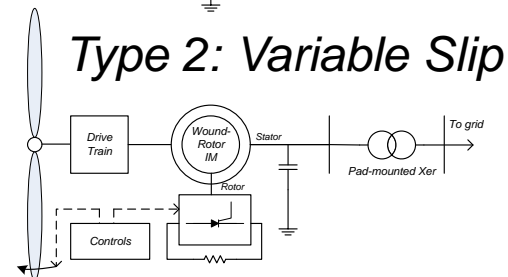 Type 2: Variable Slip
Drive
Train
Wound-
Rotor
IM
Stator
To grid
Pad-mounted Xer
Rotor
Controls